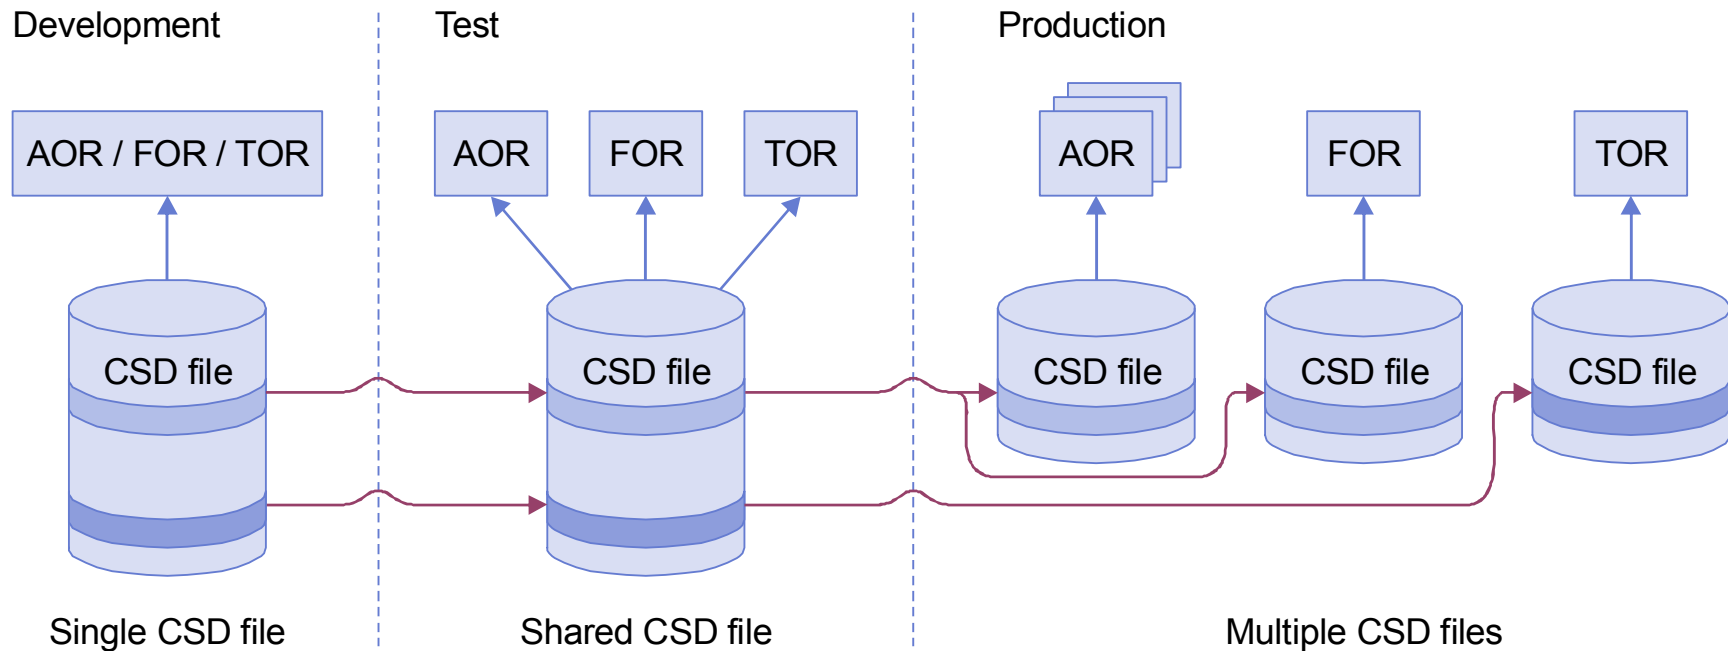 Development
Test
Production
AOR / FOR / TOR
AOR
FOR
TOR
AOR
FOR
TOR
CSD file
CSD file
CSD file
CSD file
CSD file
Single CSD file
Shared CSD file
Multiple CSD files